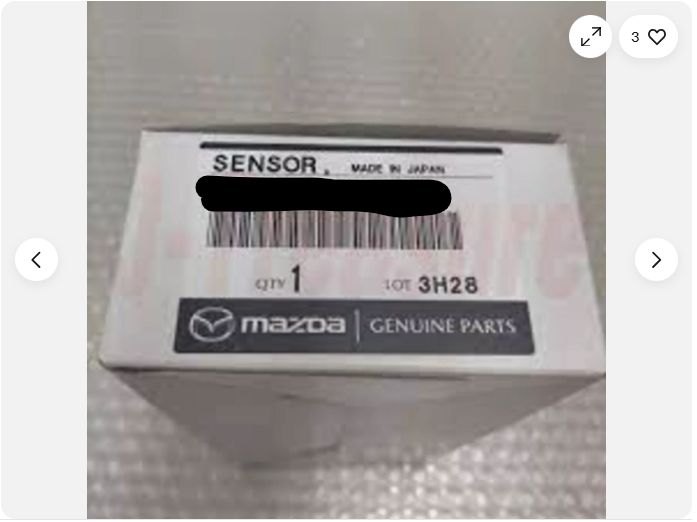 3
SENSOR, MADE IN JAPAN
QTY 1 LOT 3H28
mazda | GENUINE PARTS